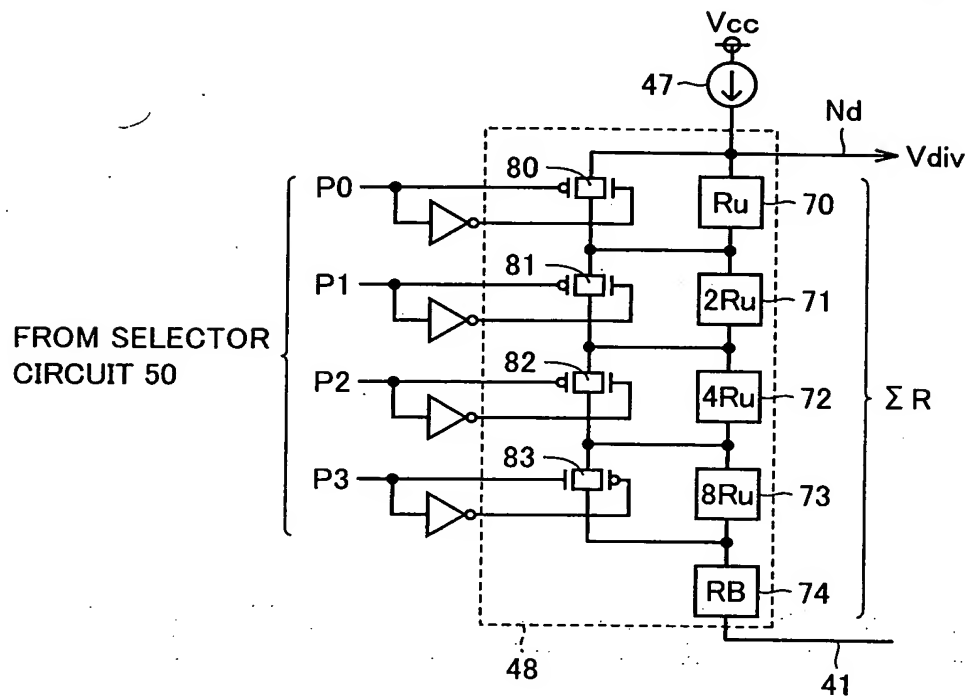 Vcc
47
Nd
Vdiv
80
P0
Ru
70
81
P1
2Ru
71
FROM SELECTOR
CIRCUIT 50
82
P2
4Ru
72
ΣR
83
P3
8Ru
73
RB
74
48
41